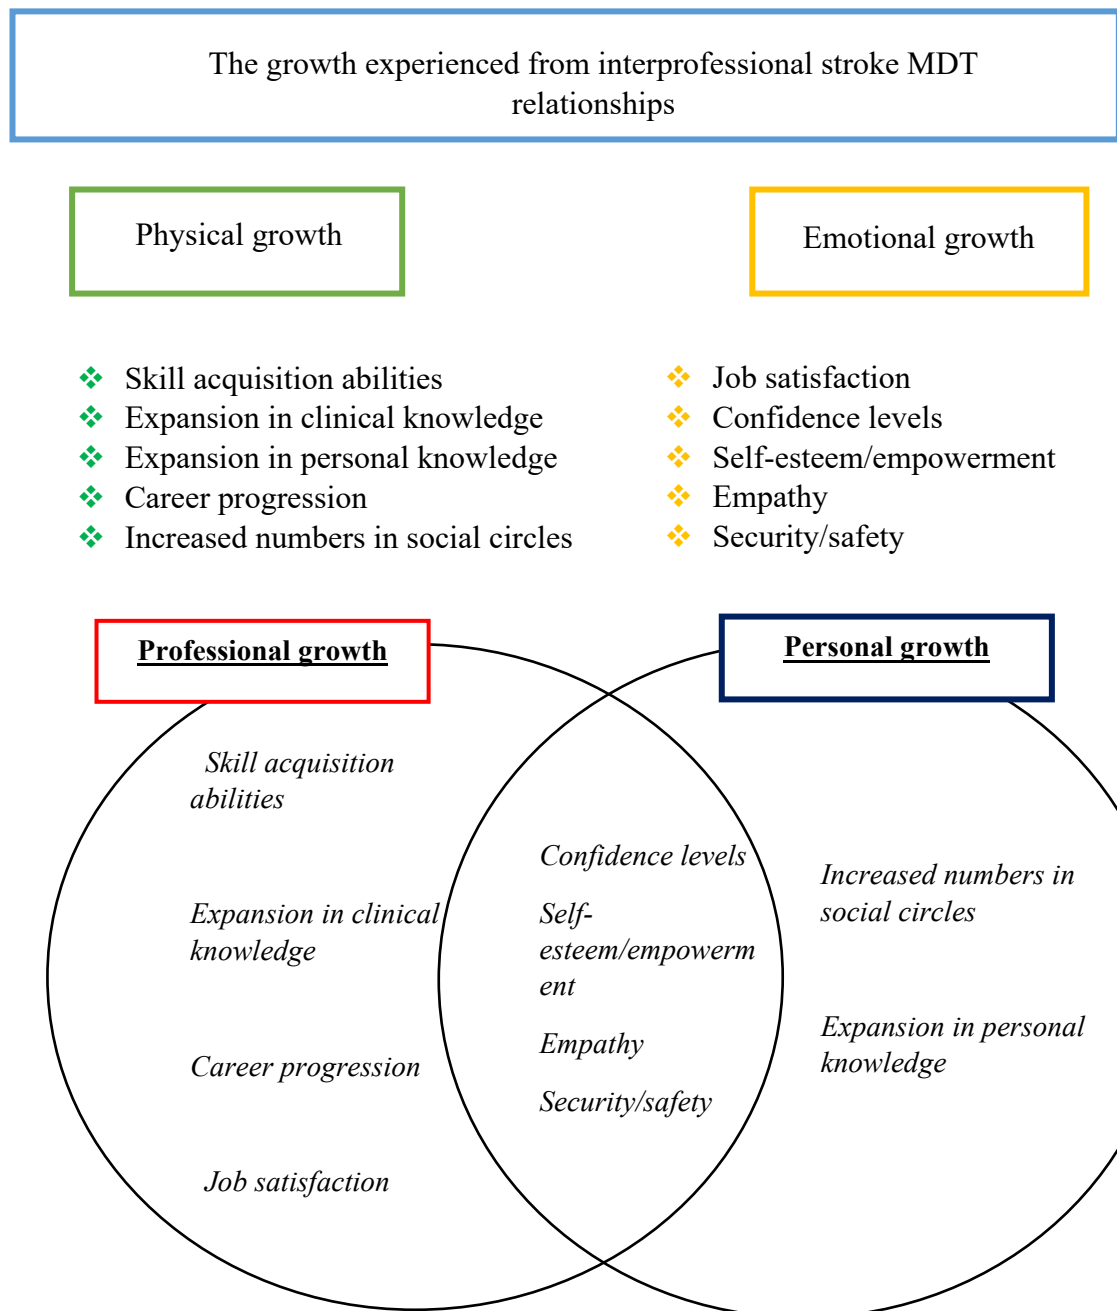 The growth experienced from interprofessional stroke MDT
relationships
Physical growth
Emotional growth
Skill acquisition abilities
Expansion in clinical knowledge
Expansion in personal knowledge
Career progression
Increased numbers in social circles
Job satisfaction
Confidence levels
Self-esteem/empowerment
Empathy
Security/safety
Professional growth
Personal growth
Skill acquisition
abilities
Expansion in clinical
knowledge
Career progression
Job satisfaction
Confidence levels
Self-
esteem/empowerm
ent
Empathy
Security/safety
Increased numbers in
social circles
Expansion in personal
knowledge